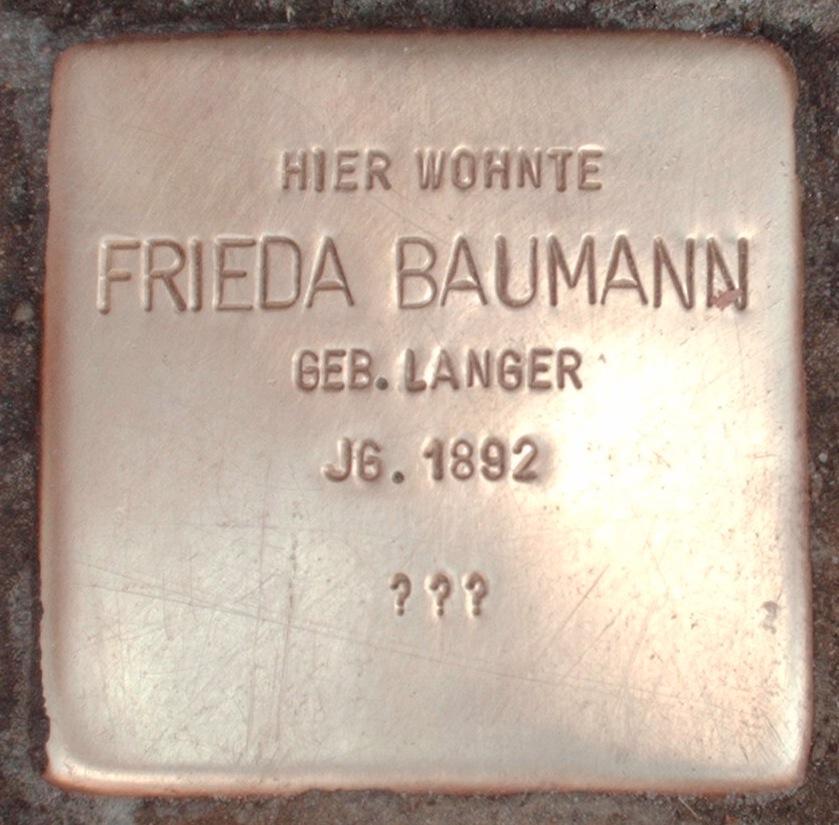 HIER WOHNTE
FRIEDA BAUMANN
GEB. LANGER
JG. 1892
???